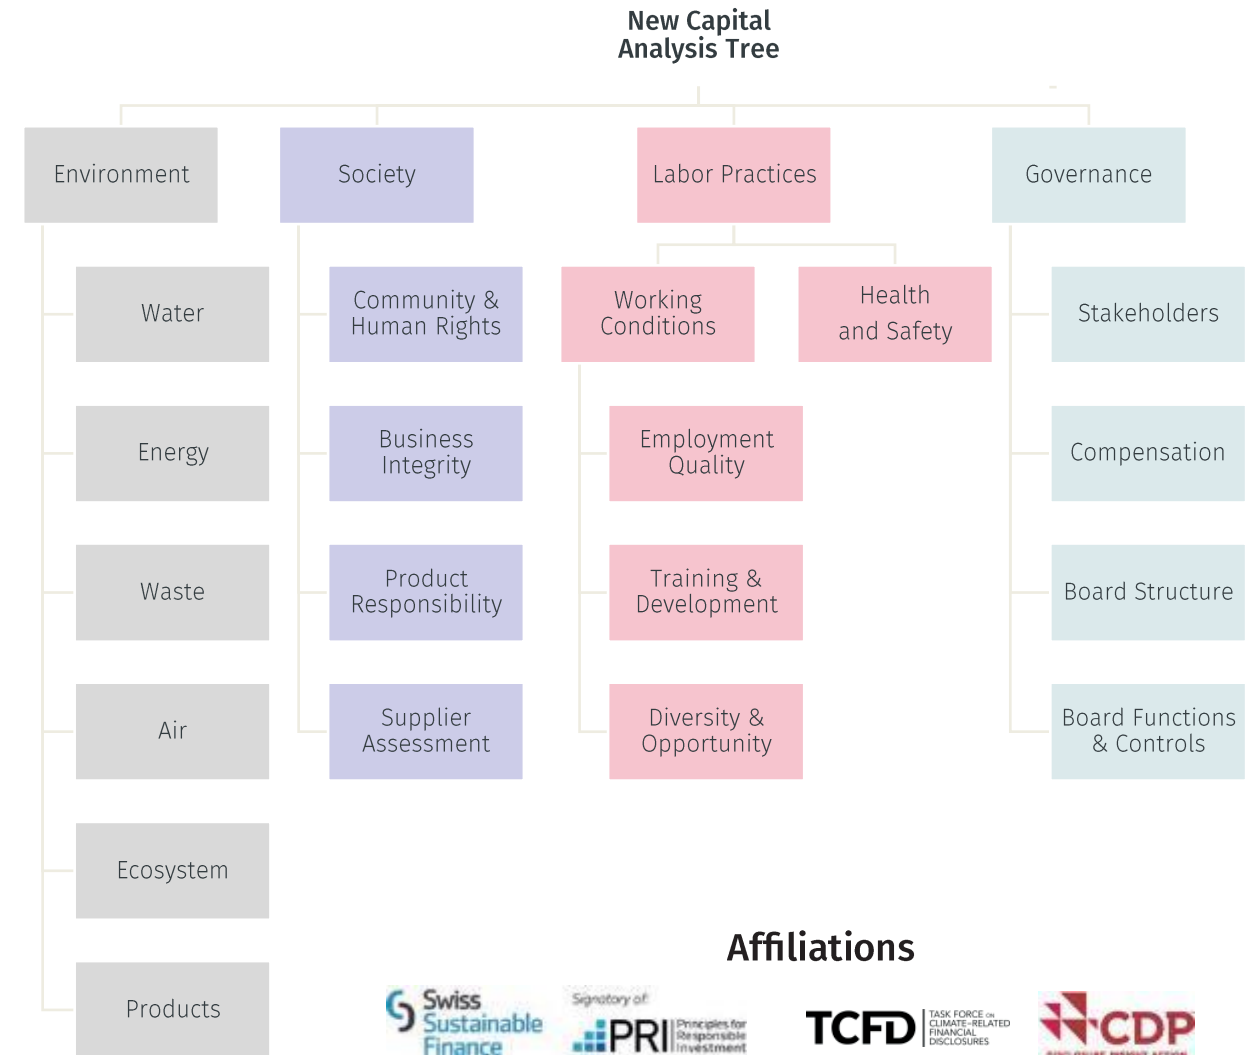 New Capital
Analysis Tree
Environment
Society
Labor Practices
Governance
Water
Community &
Human Rights
Working
Conditions
Health
and Safety
Stakeholders
Energy
Business
Integrity
Employment
Quality
Compensation
Waste
Product
Responsibility
Training &
Development
Board Structure
Air
Supplier
Assessment
Diversity &
Opportunity
Board Functions
& Controls
Ecosystem
Products
Affiliations
Swiss
Sustainable
Finance
Signatory of:
PRI
Principles for
Responsible
Investment
TCFD
TASK FORCE ON
CLIMATE-RELATED
FINANCIAL
DISCLOSURES
CDP